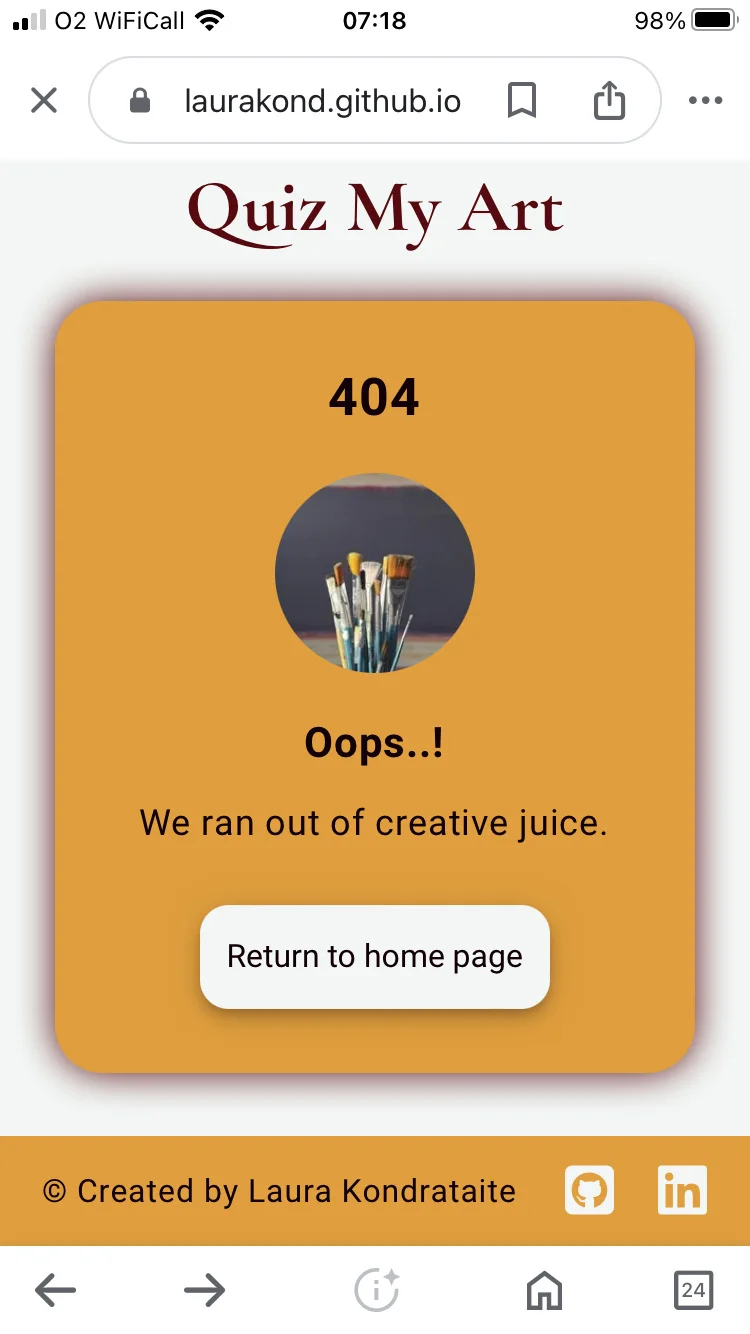 O2 WiFiCall 07:18 98%
laurakond.github.io
Quiz My Art
404
Oops..!
We ran out of creative juice.
Return to home page
© Created by Laura Kondrataite in
24